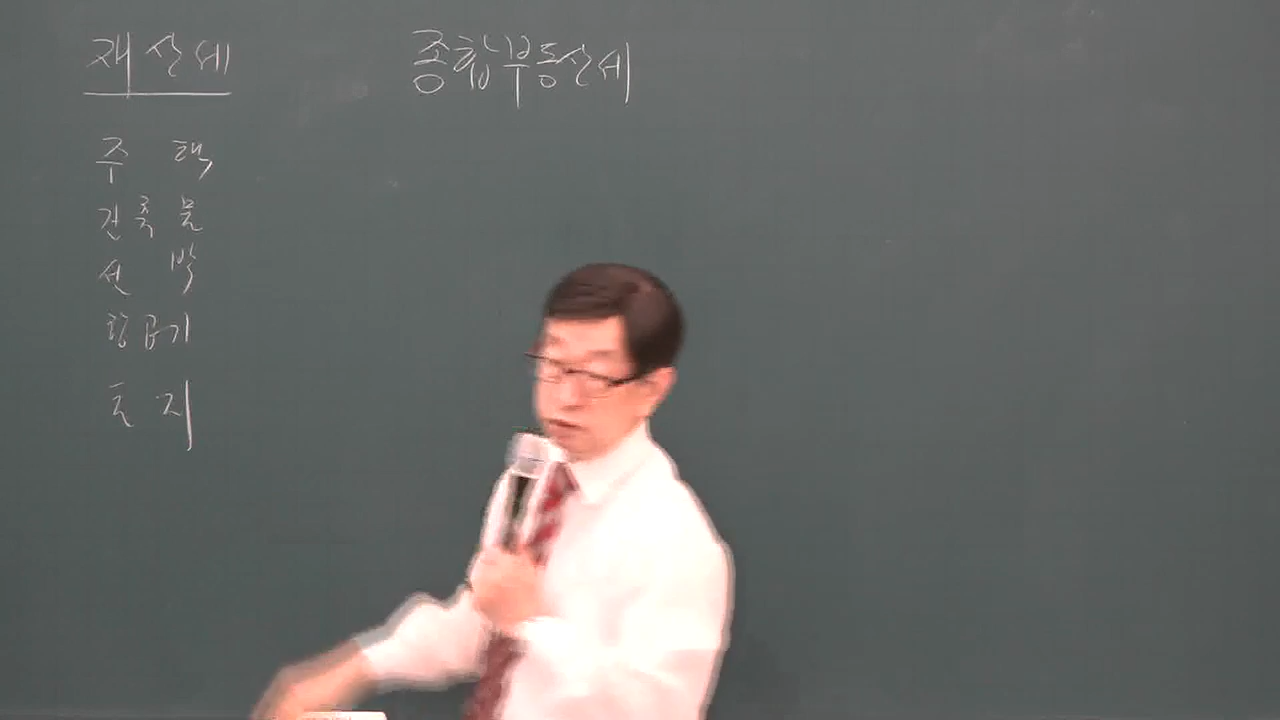 재산세
종합부동산세
주택
건축물
선박
항공기
토지